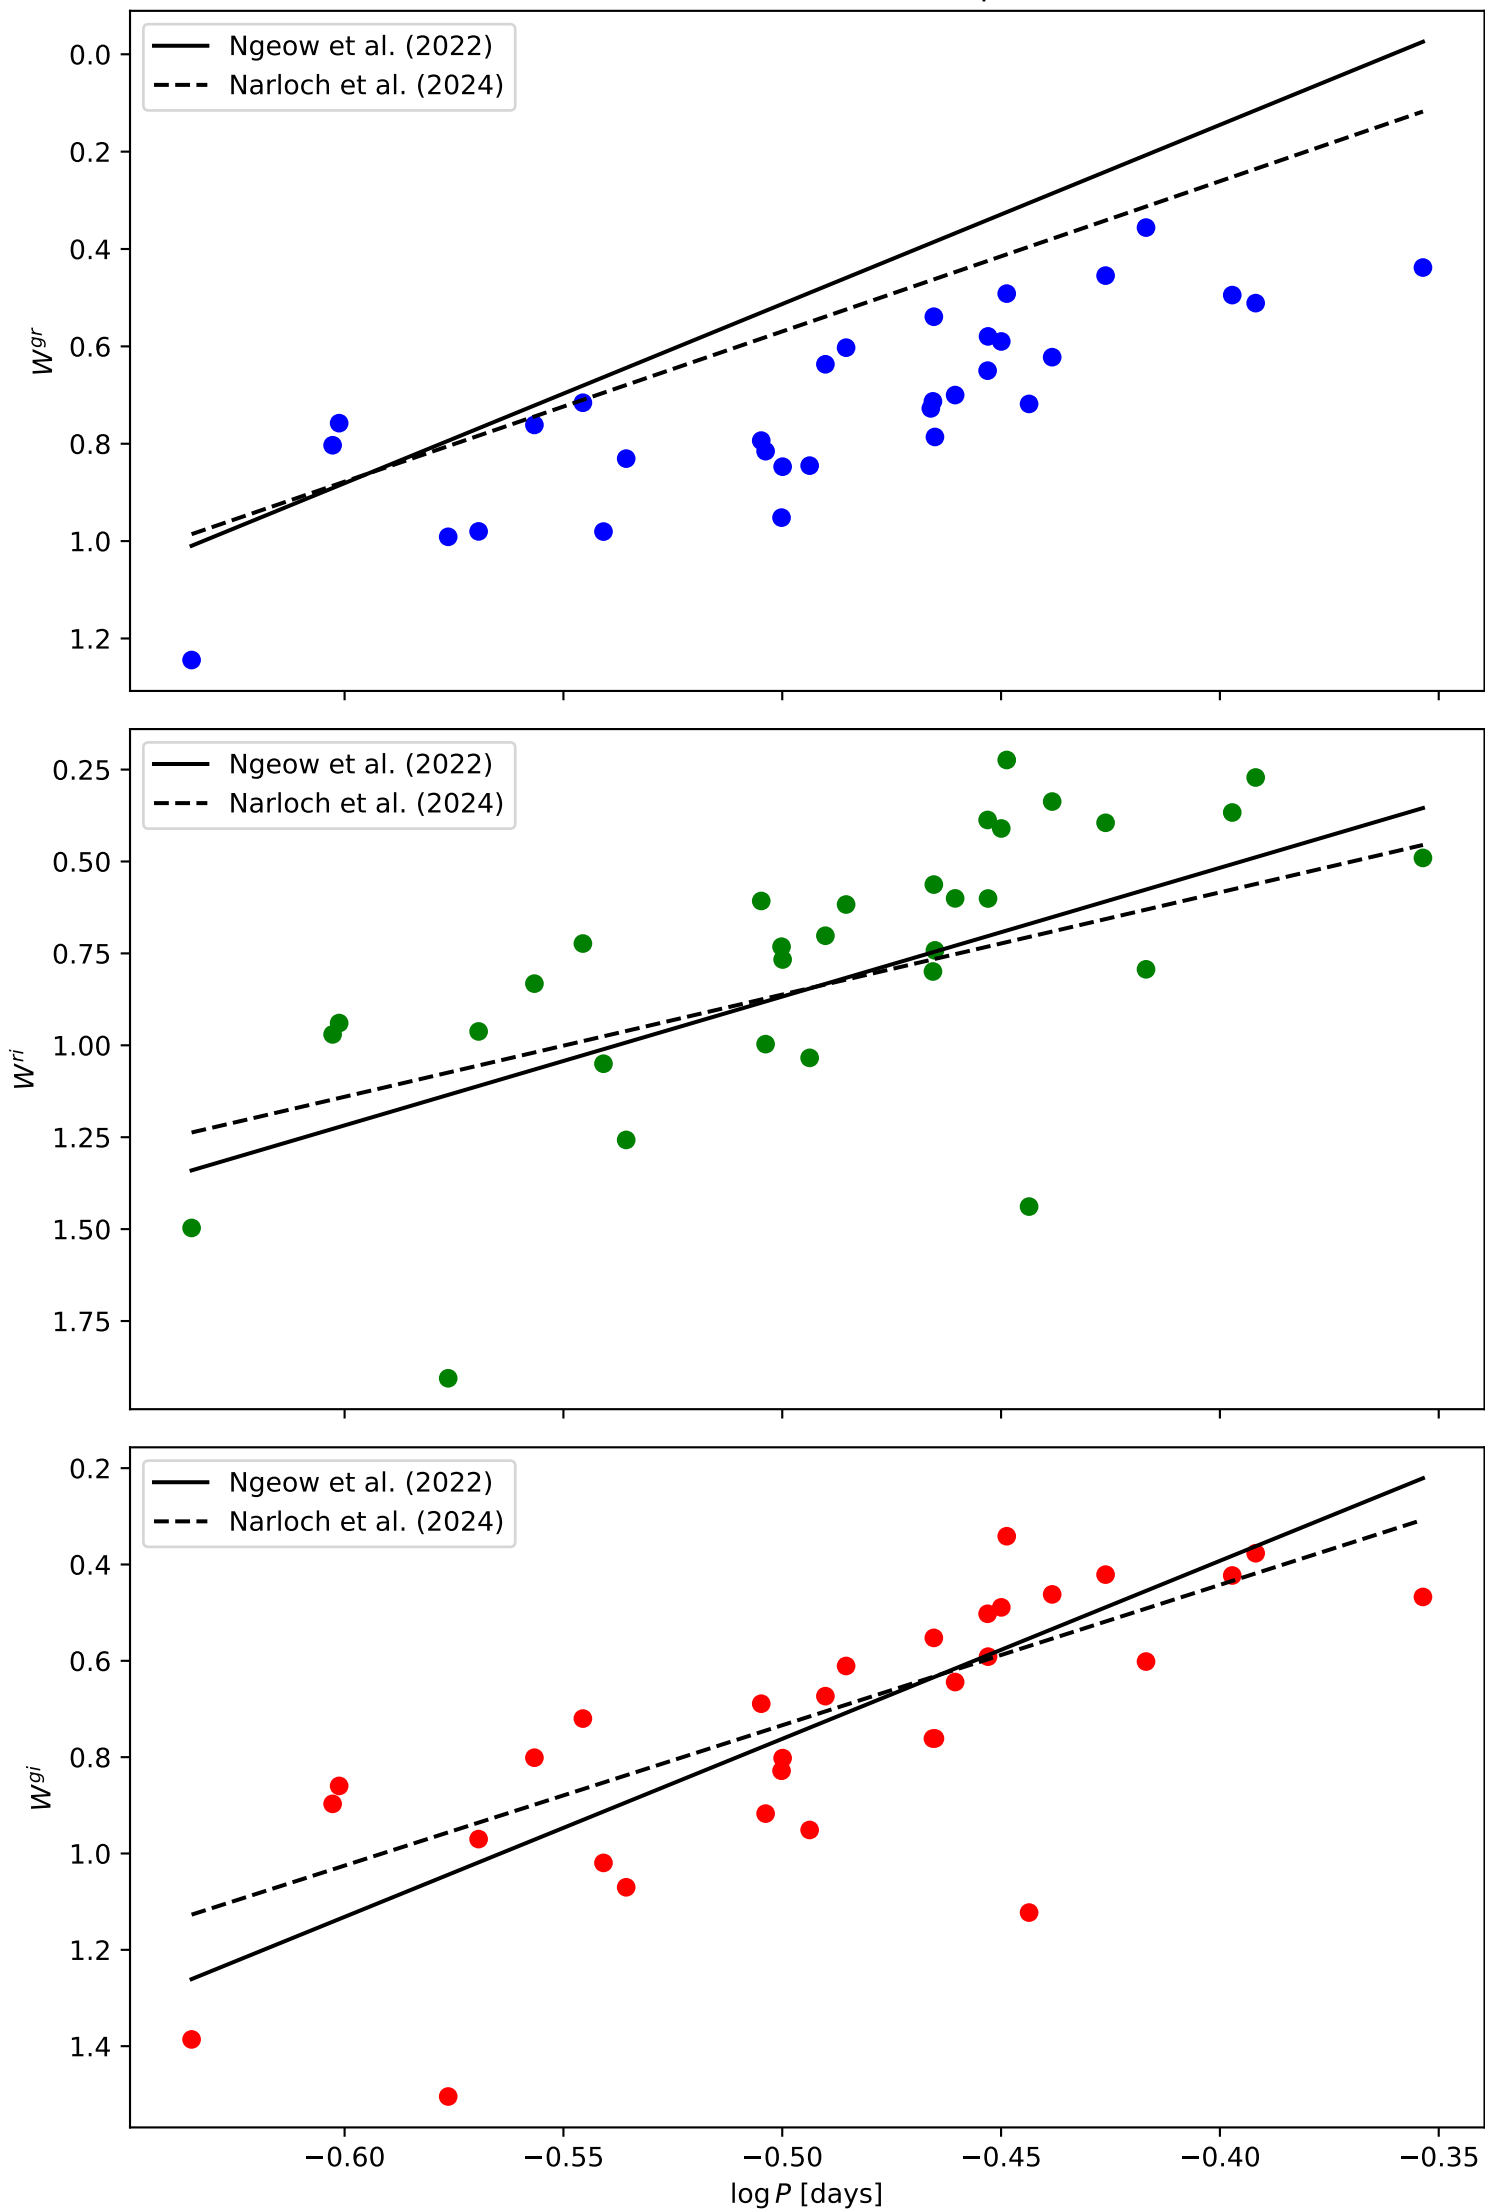 Ngeow et al. (2022)
Narloch et al. (2024)
0.0
0.2
0.4
0.6
0.8
1.0
1.2
W^{gr}
Ngeow et al. (2022)
Narloch et al. (2024)
0.25
0.50
0.75
1.00
1.25
1.50
1.75
W^{ri}
Ngeow et al. (2022)
Narloch et al. (2024)
0.2
0.4
0.6
0.8
1.0
1.2
1.4
W^{gi}
−0.60 −0.55 −0.50 −0.45 −0.40 −0.35
log P [days]